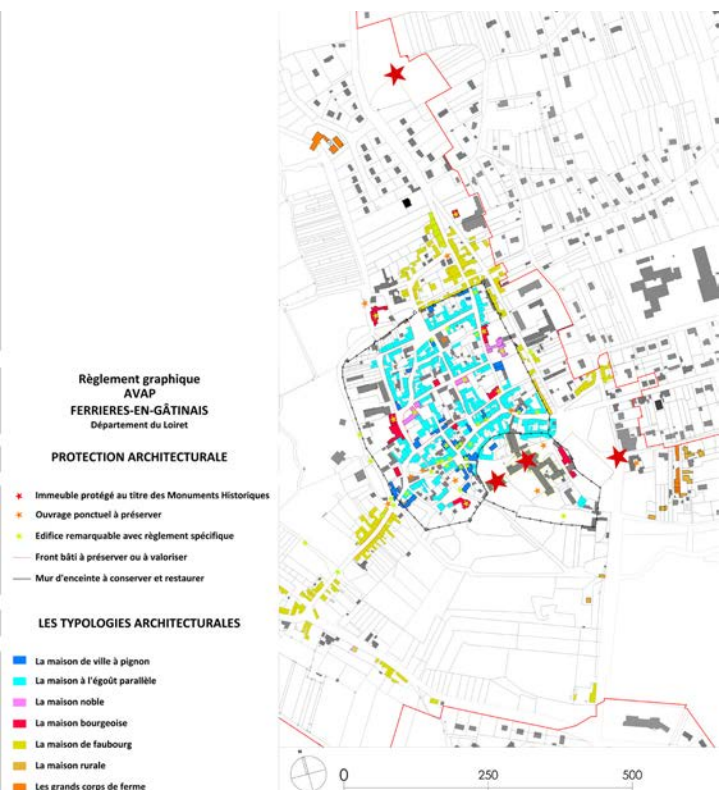 Règlement graphique
AVAP
FERRIERES-EN-GÂTINAIS
Département du Loiret
PROTECTION ARCHITECTURALE
Immeuble protégé au titre des Monuments Historiques
Ouvrage ponctuel à préserver
Edifice remarquable avec règlement spécifique
Front bâti à préserver ou à valoriser
Mur d'enceinte à conserver et restaurer
LES TYPOLOGIES ARCHITECTURALES
La maison de ville à pignon
La maison à l'égoût parallèle
La maison noble
La maison bourgeoise
La maison de faubourg
La maison rurale
Les grands corps de ferme
0 250 500